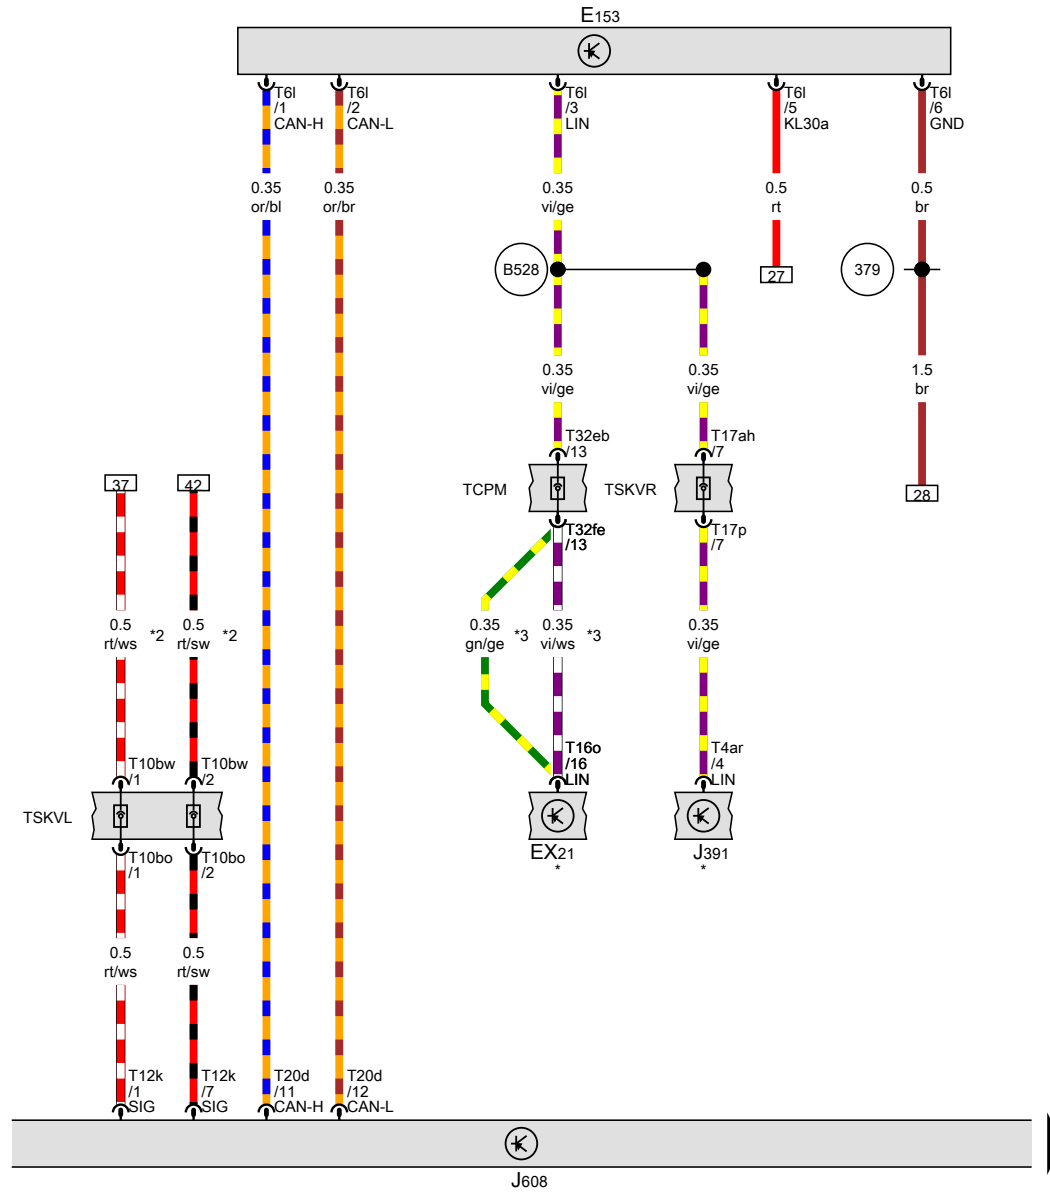 E153
T6l
/1
CAN-H
T6l
/2
CAN-L
T6l
/3
LIN
T6l
/5
KL30a
T6l
/6
GND
0.35
or/bl
0.35
or/br
0.35
vi/ge
0.5
rt
0.5
br
B528
27
379
0.35
vi/ge
0.35
vi/ge
1.5
br
T32eb
/13
T17ah
/7
TCPM
TSKVR
37
42
28
T32fe
/13
T17p
/7
0.5
rt/ws
*2
0.5
rt/sw
*2
0.35
gn/ge
*3
0.35
vi/ws
*3
0.35
vi/ge
T10bw
/1
T10bw
/2
T16o
/16
LIN
T4ar
/4
LIN
TSKVL
EX21
*
J391
*
T10bo
/1
T10bo
/2
0.5
rt/ws
0.5
rt/sw
T12k
/1
SIG
T12k
/7
SIG
T20d
/11
CAN-H
T20d
/12
CAN-L
J608